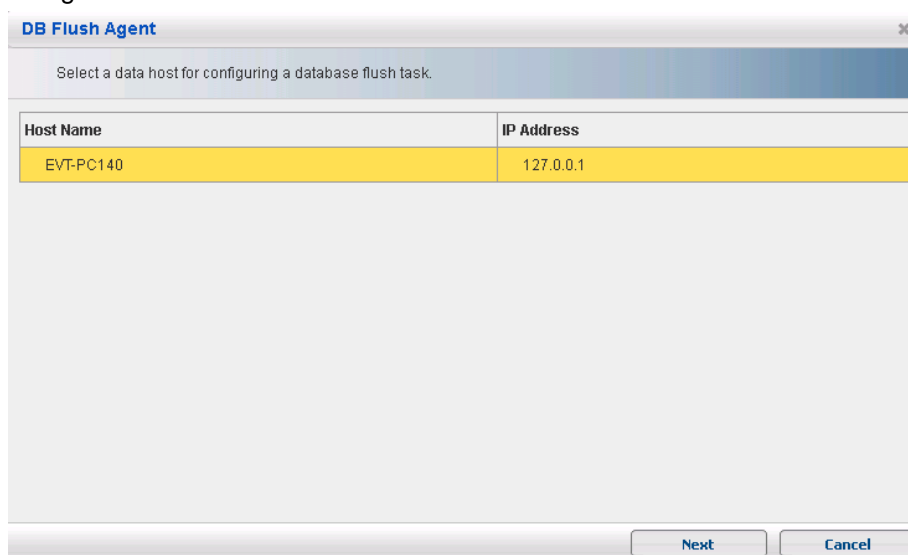 DB Flush Agent
Select a data host for configuring a database flush task.
Host Name IP Address
EVT-PC140 127.0.0.1
Next Cancel